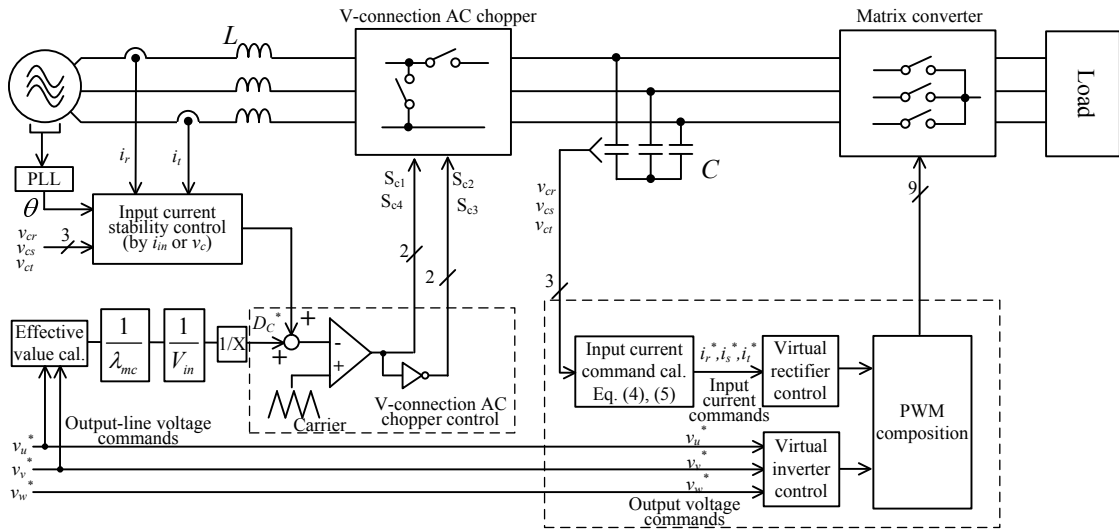 V-connection AC chopper
Matrix converter
L
Load
i_r
i_t
PLL
θ
v_cr
v_cs
v_ct
3
Input current
stability control
(by i_in or v_c)
S_c1
S_c4
S_c2
S_c3
2
2
C
v_cr
v_cs
v_ct
3
9
Effective
value cal.
1
λ_mc
1
V_in
1/X
D_C^*
+
+
-
+
Carrier
V-connection AC
chopper control
Input current
command cal.
Eq. (4), (5)
i_r^*, i_s^*, i_t^*
Input
current
commands
Virtual
rectifier
control
PWM
composition
Output-line voltage
commands
v_u^*
v_v^*
v_w^*
v_u^*
v_v^*
v_w^*
Virtual
inverter
control
Output voltage
commands